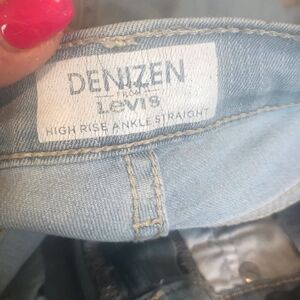 DENIZEN
FROM
Levi's
HIGH RISE ANKLE STRAIGHT